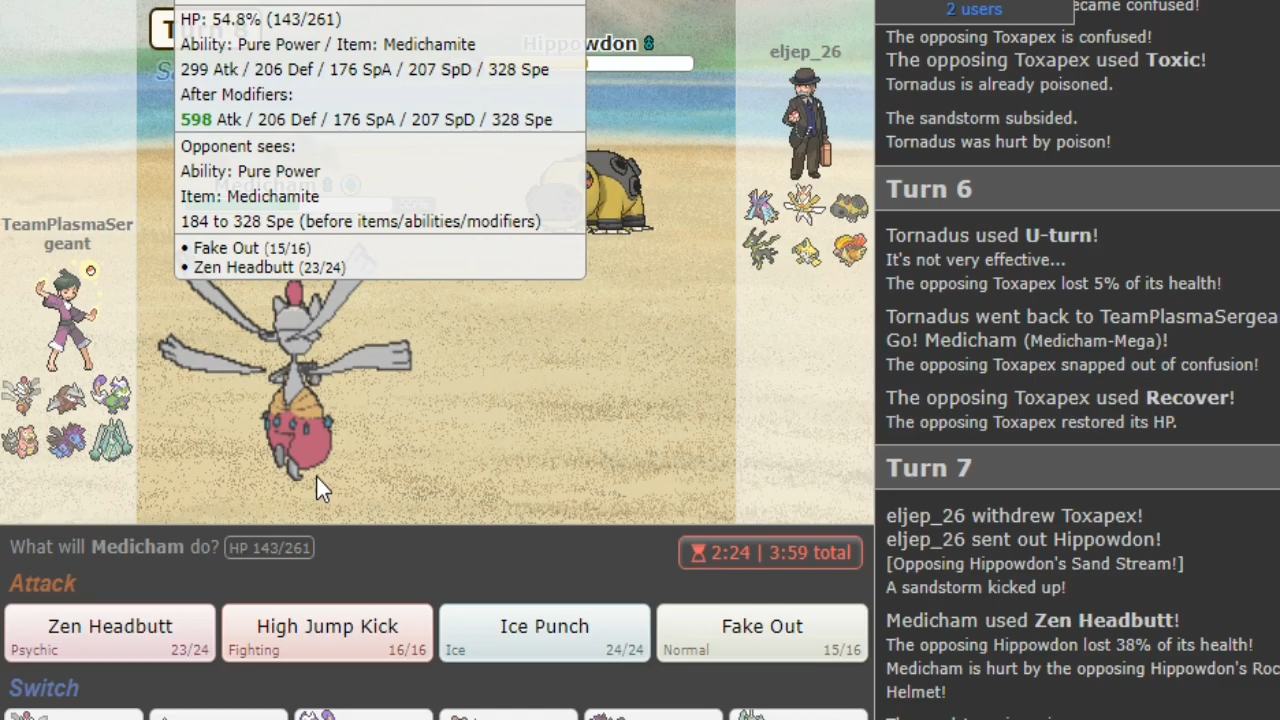 HP: 54.8% (143/261)
Ability: Pure Power / Item: Medichamite
299 Atk / 206 Def / 176 SpA / 207 SpD / 328 Spe
After Modifiers:
598 Atk / 206 Def / 176 SpA / 207 SpD / 328 Spe
Opponent sees:
Ability: Pure Power
Item: Medichamite
184 to 328 Spe (before items/abilities/modifiers)
• Fake Out (15/16)
• Zen Headbutt (23/24)
Hippowdon
Medicham
eljep_26
TeamPlasmaSer
geant
What will Medicham do? HP 143/261
2:24 | 3:59 total
Attack
Zen Headbutt
Psychic 23/24
High Jump Kick
Fighting 16/16
Ice Punch
Ice 24/24
Fake Out
Normal 15/16
Switch
2 users
ecame confused!
The opposing Toxapex is confused!
The opposing Toxapex used Toxic!
Tornadus is already poisoned.
The sandstorm subsided.
Tornadus was hurt by poison!
Turn 6
Tornadus used U-turn!
It's not very effective...
The opposing Toxapex lost 5% of its health!
Tornadus went back to TeamPlasmaSergea
Go! Medicham (Medicham-Mega)!
The opposing Toxapex snapped out of confusion!
The opposing Toxapex used Recover!
The opposing Toxapex restored its HP.
Turn 7
eljep_26 withdrew Toxapex!
eljep_26 sent out Hippowdon!
[Opposing Hippowdon's Sand Stream!]
A sandstorm kicked up!
Medicham used Zen Headbutt!
The opposing Hippowdon lost 38% of its health!
Medicham is hurt by the opposing Hippowdon's Roc
Helmet!